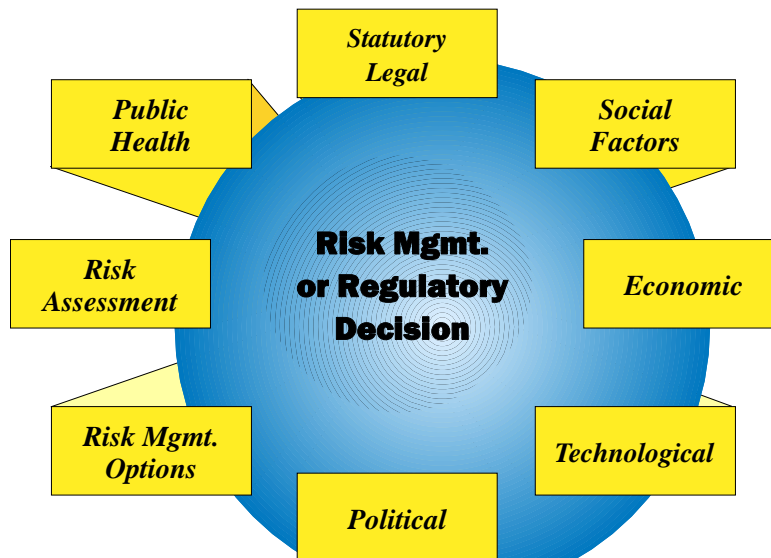 Statutory
Legal
Public
Health
Social
Factors
Risk Mgmt.
or Regulatory
Decision
Risk
Assessment
Economic
Risk Mgmt.
Options
Technological
Political